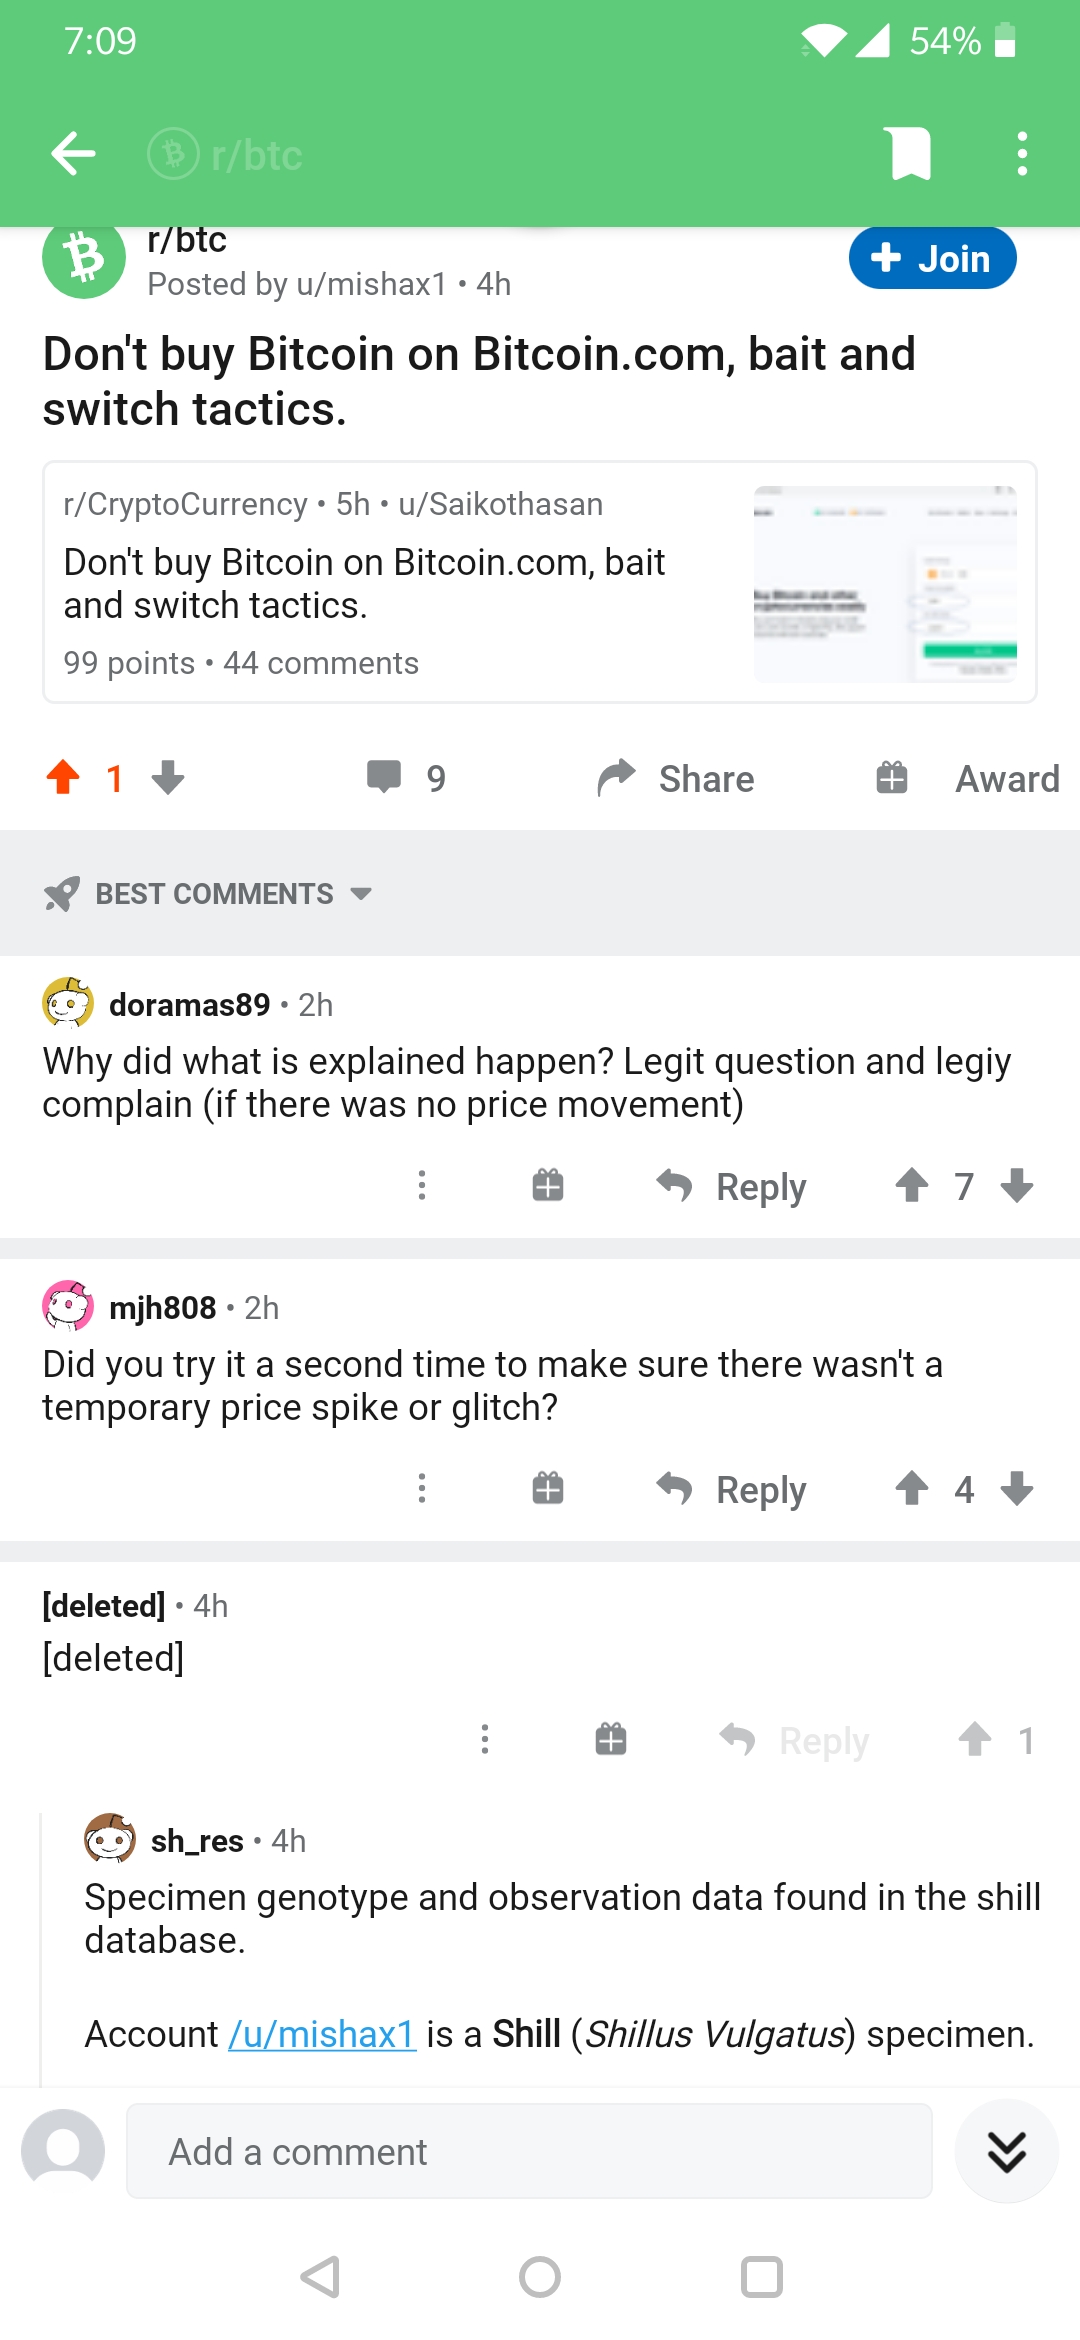 7:09
54%
r/btc
r/btc
Posted by u/mishax1 • 4h
Join
Don't buy Bitcoin on Bitcoin.com, bait and
switch tactics.
r/CryptoCurrency • 5h • u/Saikothasan
Don't buy Bitcoin on Bitcoin.com, bait
and switch tactics.
99 points • 44 comments
1
9
Share
Award
BEST COMMENTS
doramas89 • 2h
Why did what is explained happen? Legit question and legiy
complain (if there was no price movement)
Reply
7
mjh808 • 2h
Did you try it a second time to make sure there wasn't a
temporary price spike or glitch?
Reply
4
[deleted] • 4h
[deleted]
Reply
1
sh_res • 4h
Specimen genotype and observation data found in the shill
database.
Account /u/mishax1 is a Shill (Shillus Vulgatus) specimen.
Add a comment